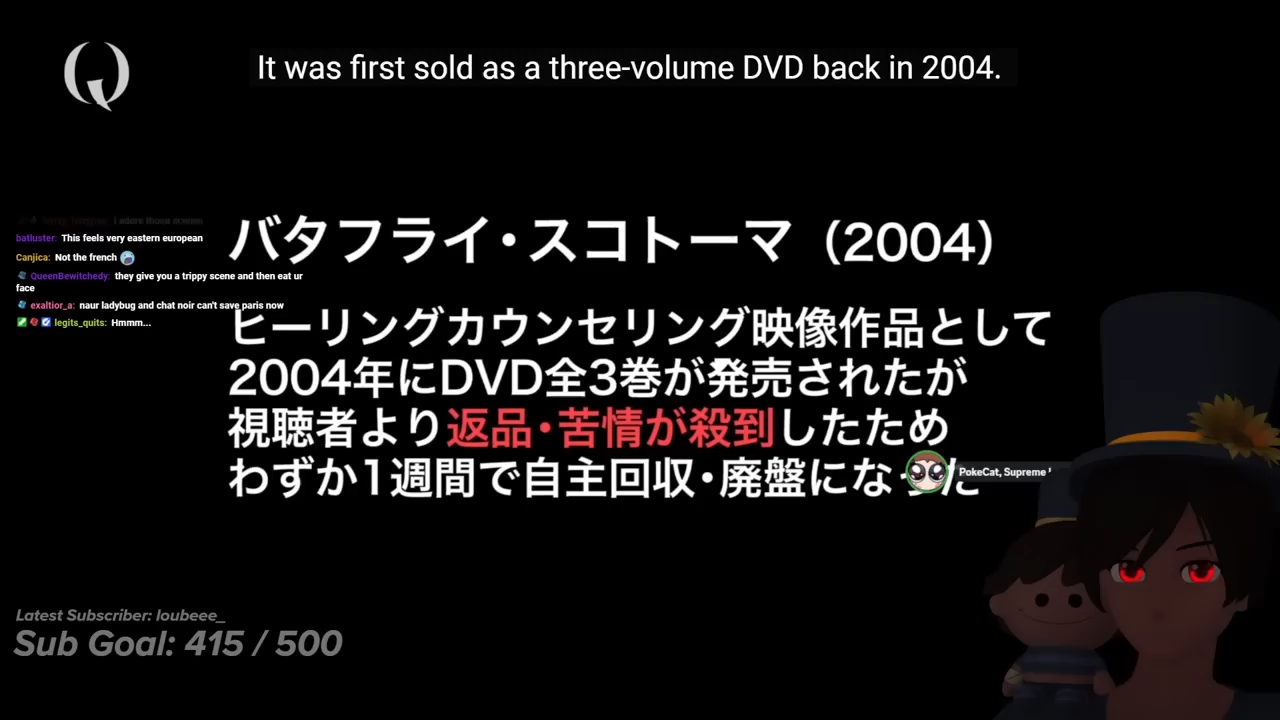 It was first sold as a three-volume DVD back in 2004.
Q
バタフライ・スコトーマ（2004）
batluster: This feels very eastern european
Canjica: Not the french
QueenBewitchedy: they give you a trippy scene and then eat ur
face
exaltior_a: naur ladybug and chat noir can't save paris now
legits_quits: Hmmm...
ヒーリングカウンセリング映像作品として
2004年にDVD全3巻が発売されたが
視聴者より返品・苦情が殺到したため
わずか1週間で自主回収・廃盤になった
PokeCat, Supreme
Latest Subscriber: loubeee_
Sub Goal: 415 / 500